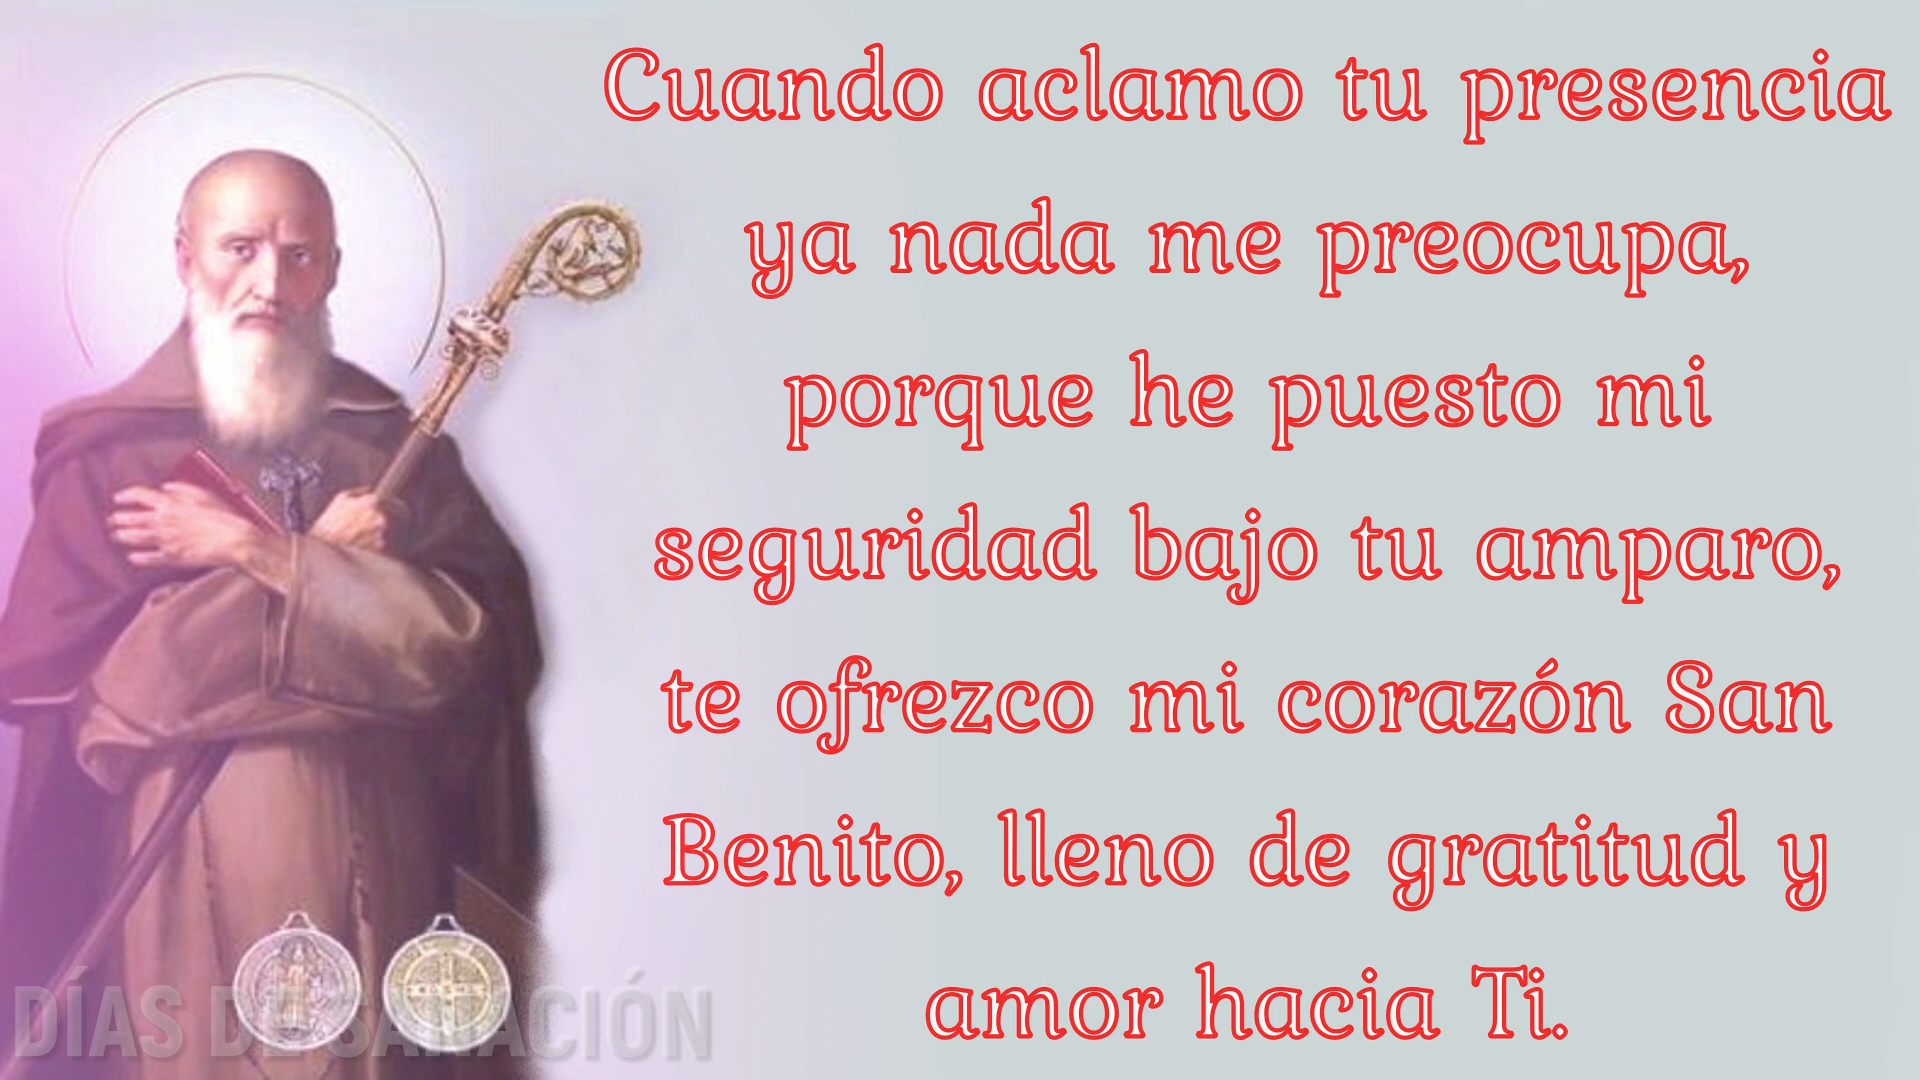 Cuando aclamo tu presencia
ya nada me preocupa,
porque he puesto mi
seguridad bajo tu amparo,
te ofrezco mi corazón San
Benito, lleno de gratitud y
amor hacia Ti.
DÍAS DE SANACIÓN